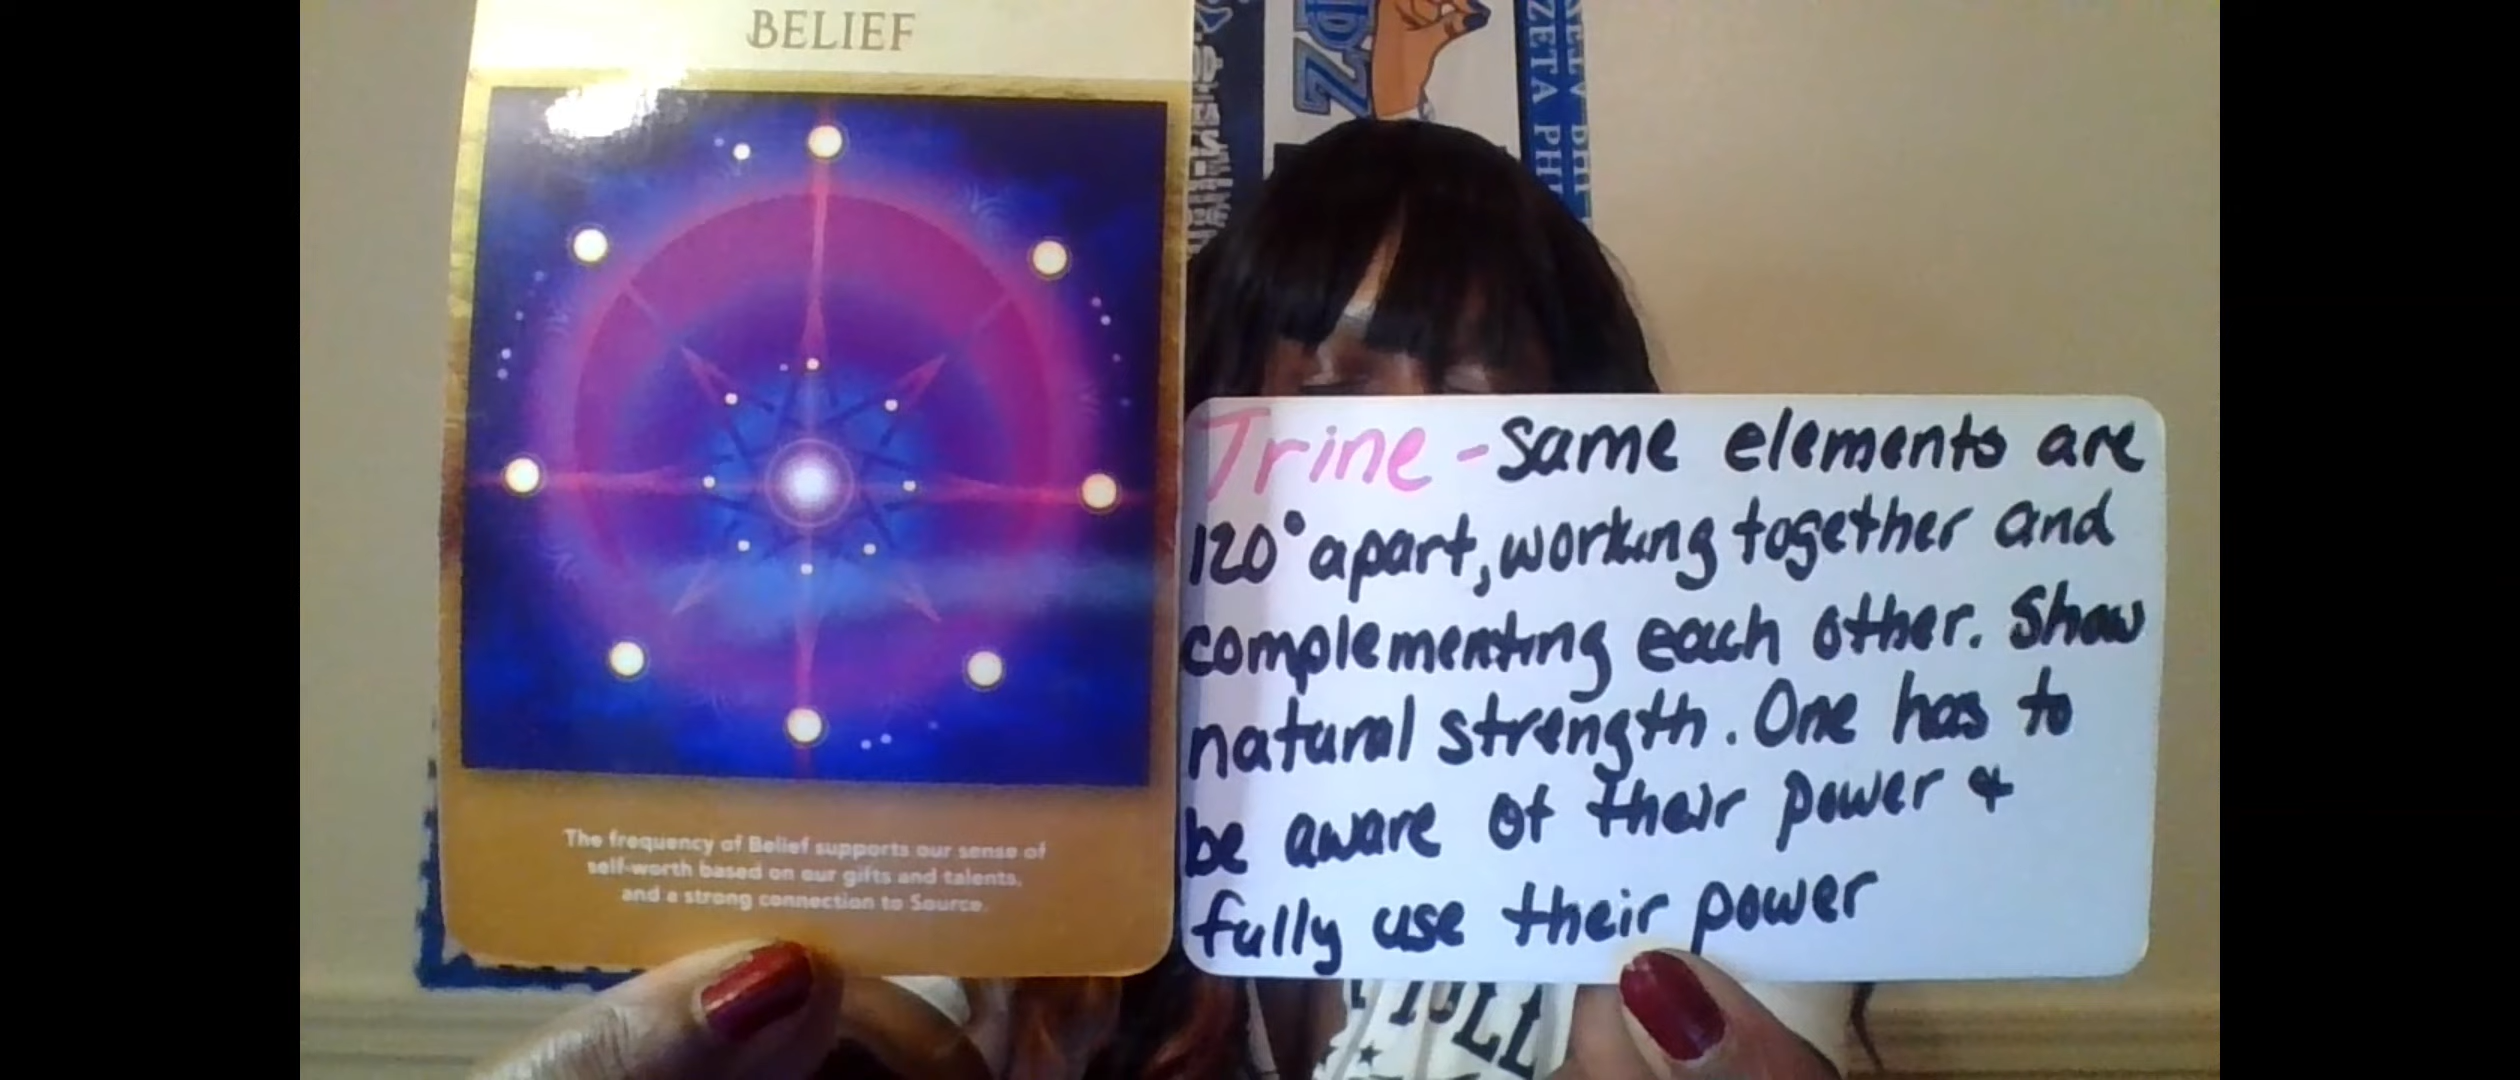 BELIEF
The frequency of Belief supports our sense of
self-worth based on our gifts and talents,
and a strong connection to Source.
ZETA PHI
Trine - Same elements are
120° apart, working together and
complementing each other. Show
natural strength. One has to
be aware of their power &
fully use their power